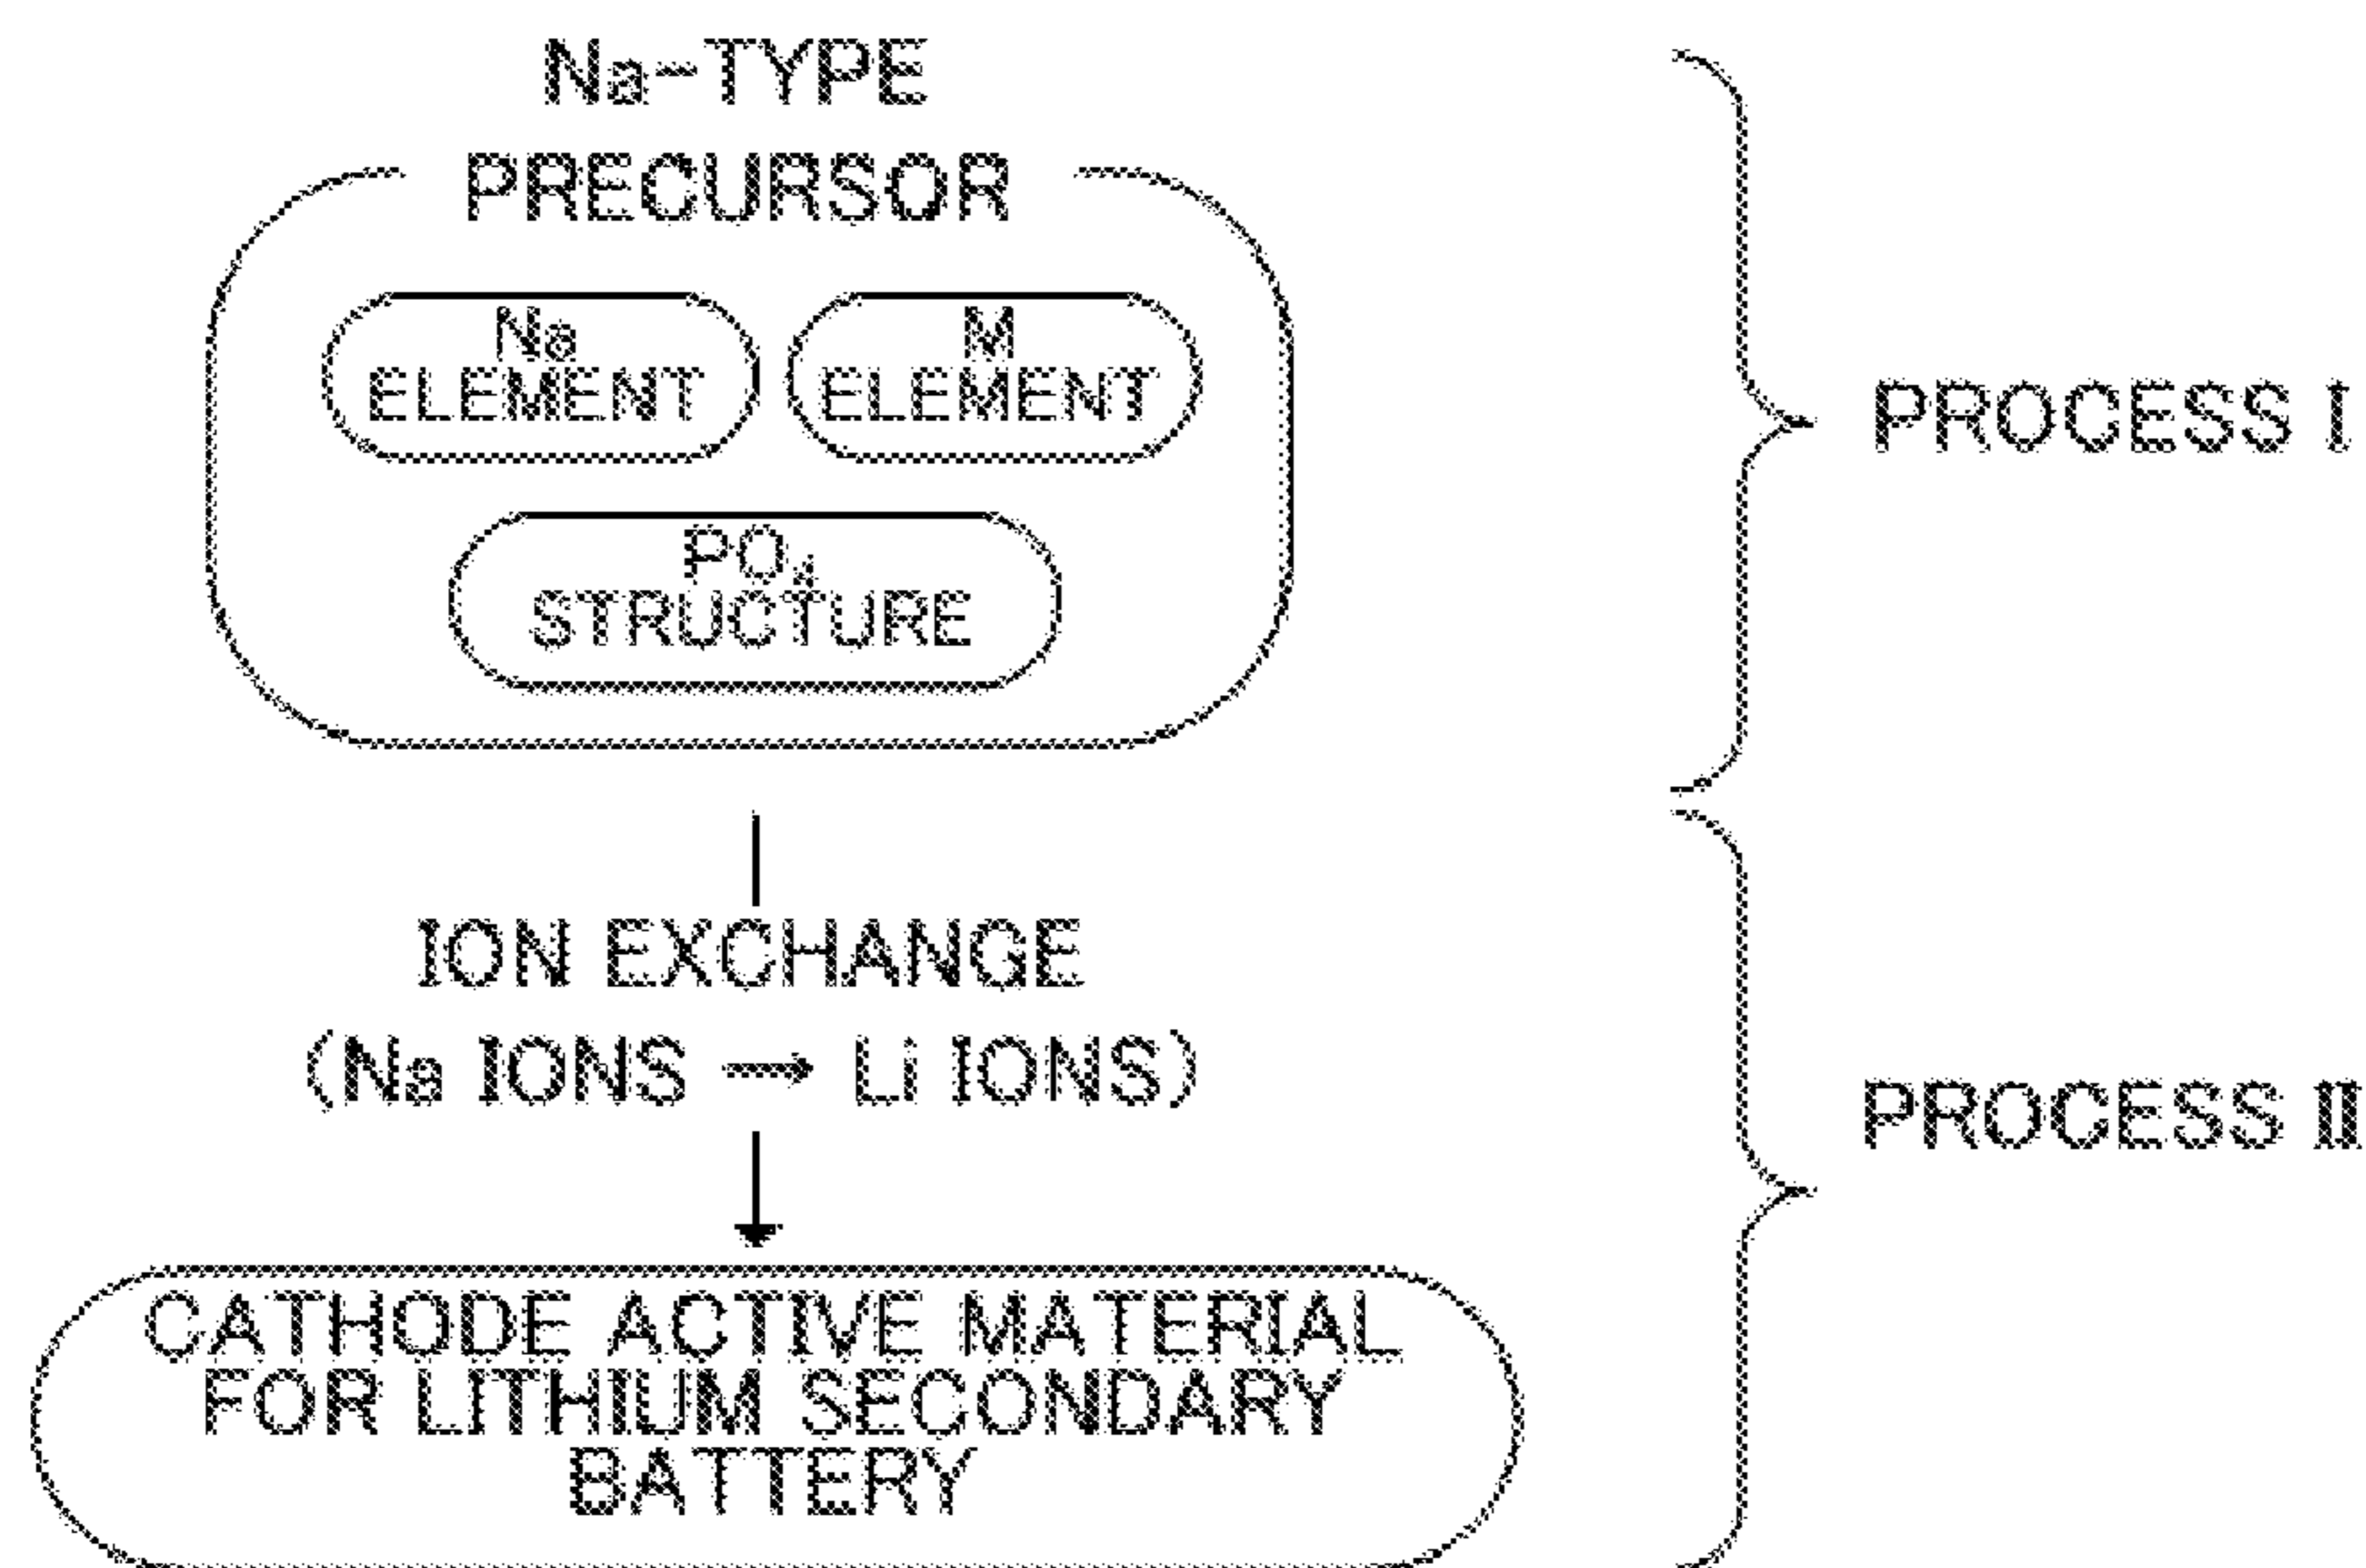 Na-TYPE
PRECURSOR
Na
ELEMENT
M
ELEMENT
PO₄
STRUCTURE
PROCESS I
ION EXCHANGE
(Na IONS → Li IONS)
PROCESS II
CATHODE ACTIVE MATERIAL
FOR LITHIUM SECONDARY
BATTERY